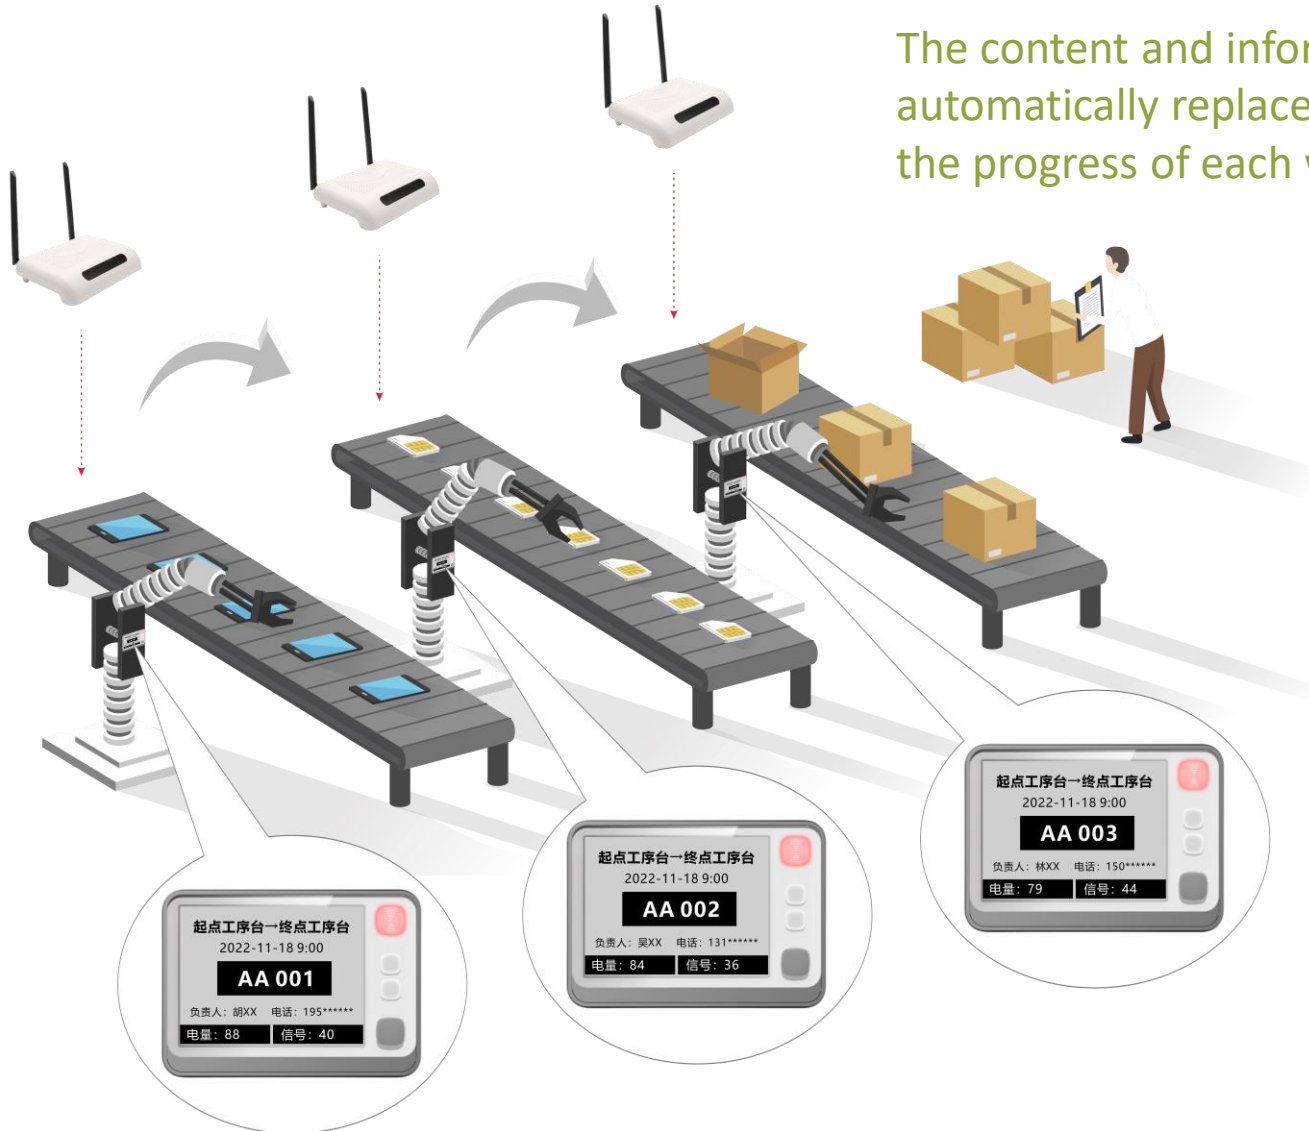 The content and infor
automatically replace
the progress of each
起点工序台→终点工序台
2022-11-18 9:00
AA 001
负责人：胡XX 电话：195******
电量：88 信号：40
起点工序台→终点工序台
2022-11-18 9:00
AA 002
负责人：吴XX 电话：131******
电量：84 信号：36
起点工序台→终点工序台
2022-11-18 9:00
AA 003
负责人：林XX 电话：150******
电量：79 信号：44